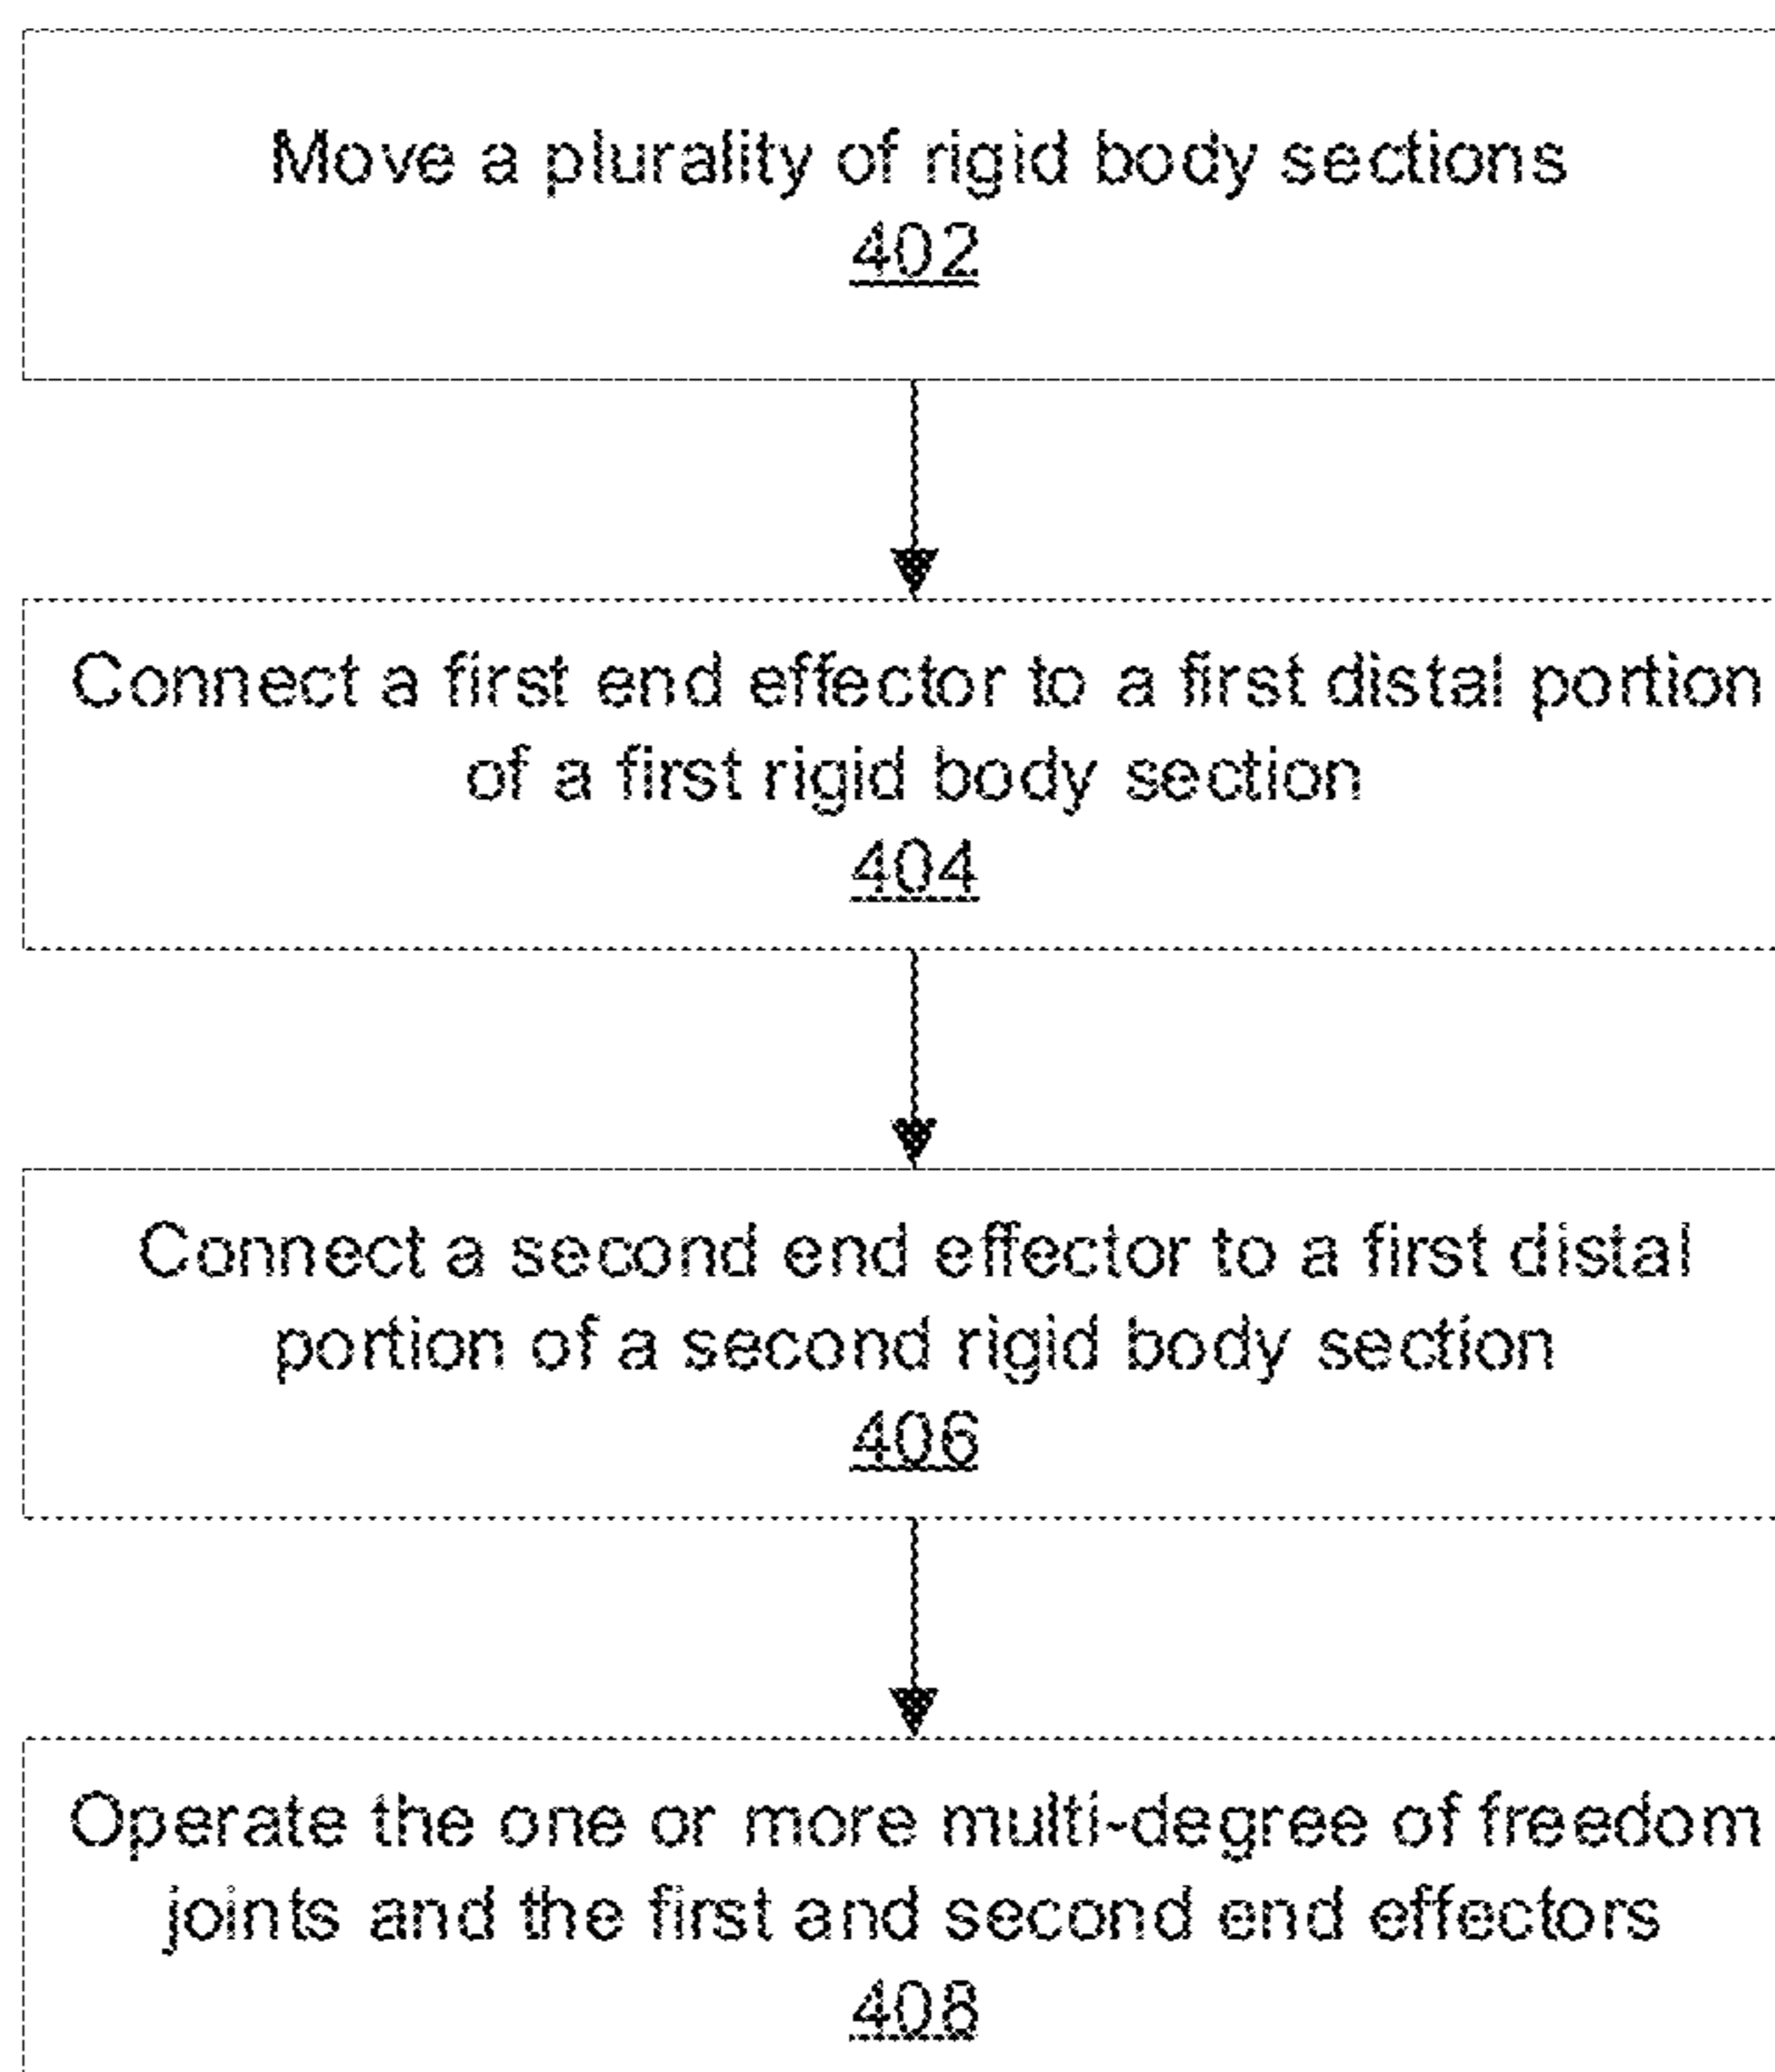 Move a plurality of rigid body sections
402
Connect a first end effector to a first distal portion
of a first rigid body section
404
Connect a second end effector to a first distal
portion of a second rigid body section
406
Operate the one or more multi-degree of freedom
joints and the first and second end effectors
408